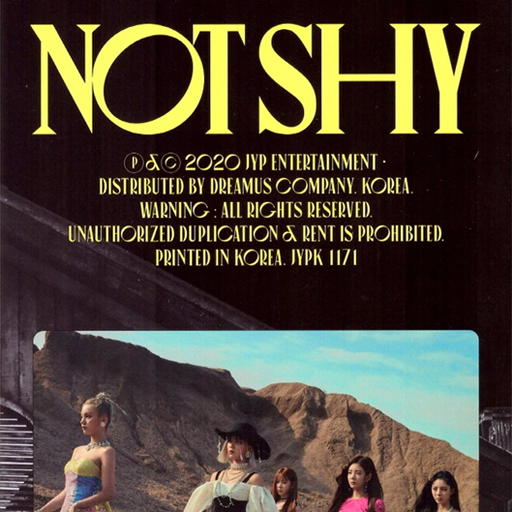 NOT SHY
Ⓟ & Ⓒ 2020 JYP ENTERTAINMENT ·
DISTRIBUTED BY DREAMUS COMPANY. KOREA.
WARNING : ALL RIGHTS RESERVED.
UNAUTHORIZED DUPLICATION & RENT IS PROHIBITED.
PRINTED IN KOREA. JYPK 1171